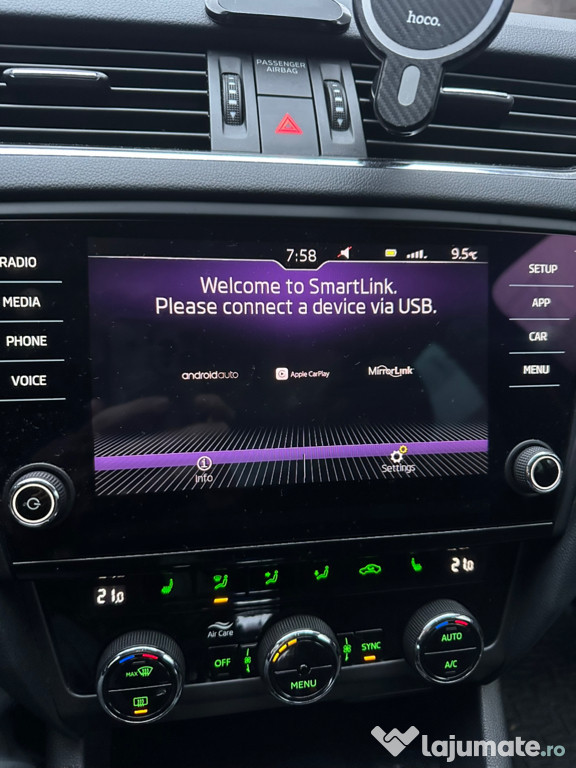 hoco.
PASSENGER
AIRBAG
RADIO
MEDIA
PHONE
VOICE
7:58
9.5°C
Welcome to SmartLink.
Please connect a device via USB.
androidauto
Apple CarPlay
MirrorLink
i
Info
Settings
SETUP
APP
CAR
MENU
21.0
21.0
Air Care
OFF
SYNC
MAX
MENU
AUTO
A/C
lajumate.ro